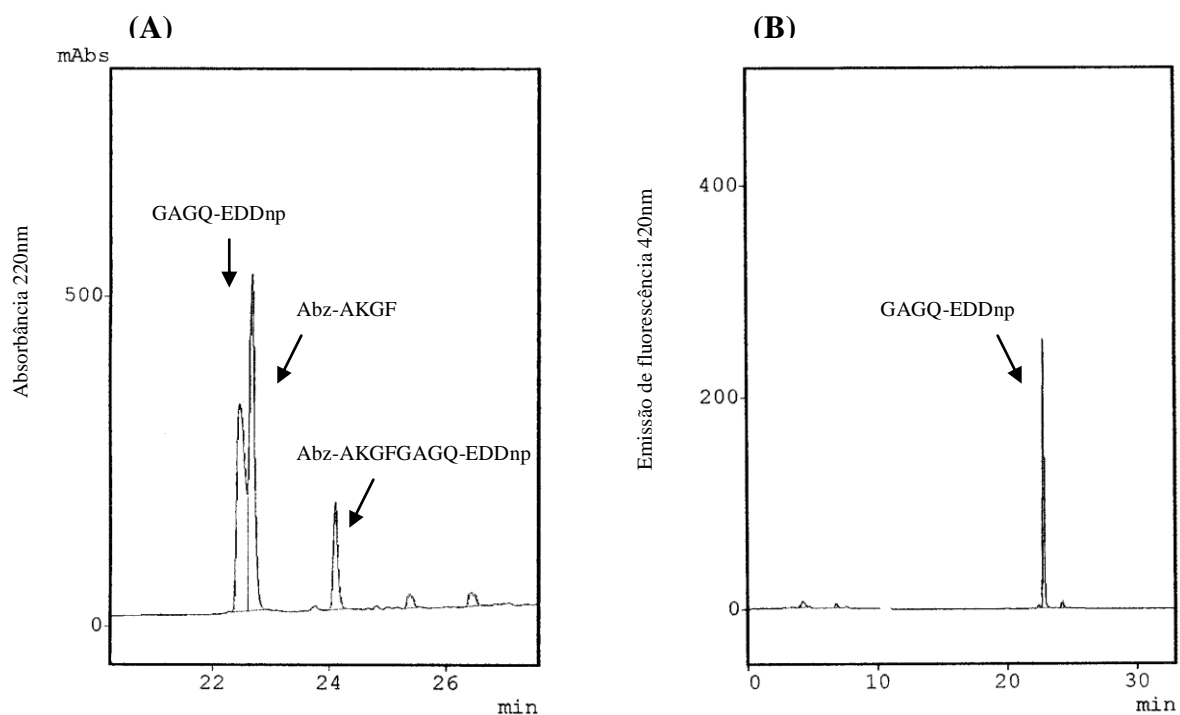 (A)
mAbs
Absorbância 220nm
500
0
GAGQ-EDDnp
Abz-AKGF
Abz-AKGFGAGQ-EDDnp
22
24
26
min
(B)
Emissão de fluorescência 420nm
400
200
0
GAGQ-EDDnp
0
10
20
30
min